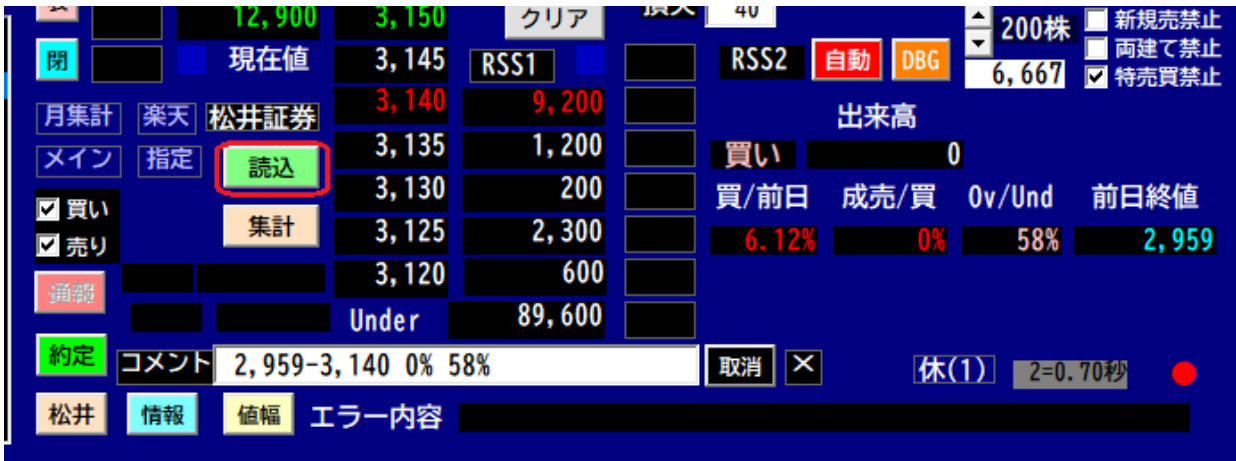 12,900 3,150 クリア 40 200株 新規売禁止
閉 現在値 3,145 RSS1 RSS2 自動 DBG 6,667 両建て禁止
特売買禁止
月集計 楽天 松井証券 3,140 9,200 出来高
メイン 指定 読込 3,135 1,200 買い 0
買い 3,130 200 買/前日 成売/買 Ov/Und 前日終値
売り 集計 3,125 2,300 6.12% 0% 58% 2,959
通報 3,120 600
Under 89,600
約定 コメント 2,959-3,140 0% 58% 取消 × 休(1) 2=0.70秒
松井 情報 値幅 エラー内容